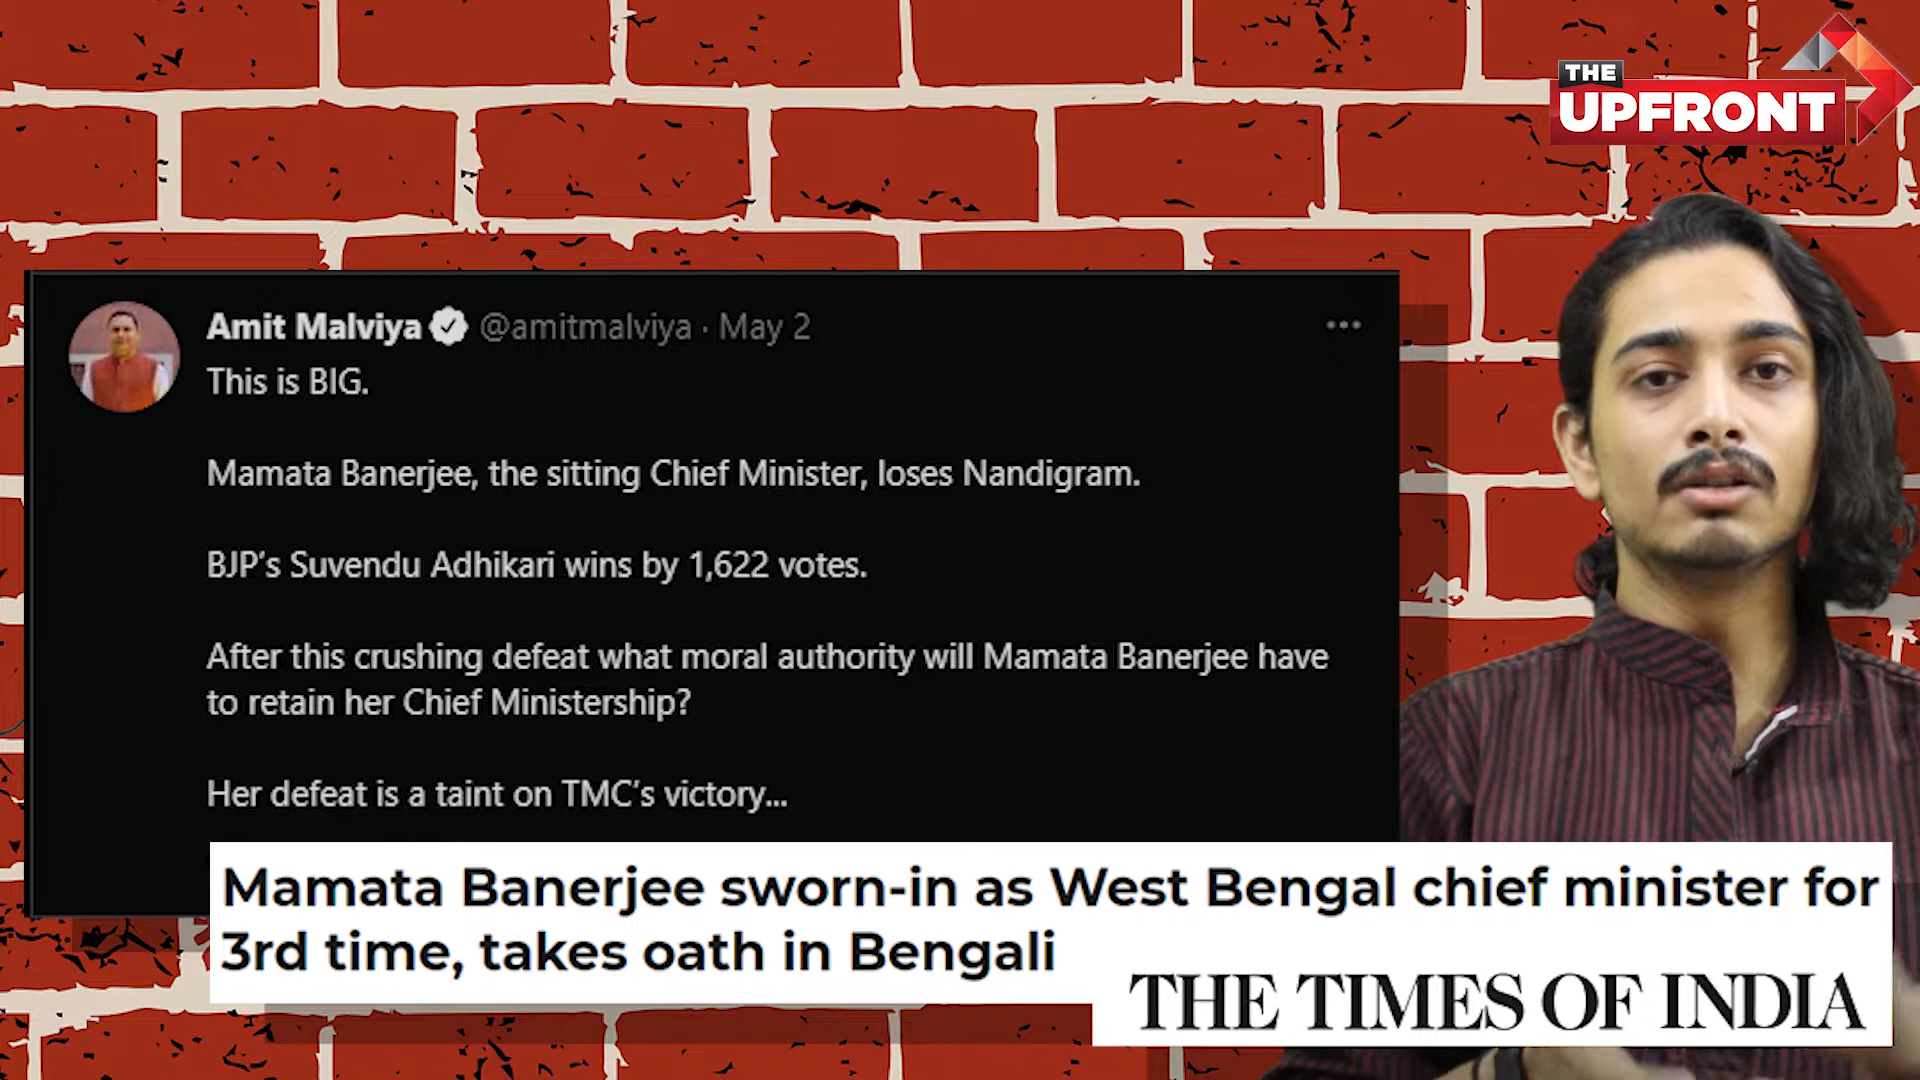 THE
UPFRONT
Amit Malviya @amitmalviya · May 2
This is BIG.
Mamata Banerjee, the sitting Chief Minister, loses Nandigram.
BJP's Suvendu Adhikari wins by 1,622 votes.
After this crushing defeat what moral authority will Mamata Banerjee have
to retain her Chief Ministership?
Her defeat is a taint on TMC's victory...
Mamata Banerjee sworn-in as West Bengal chief minister for
3rd time, takes oath in Bengali
THE TIMES OF INDIA